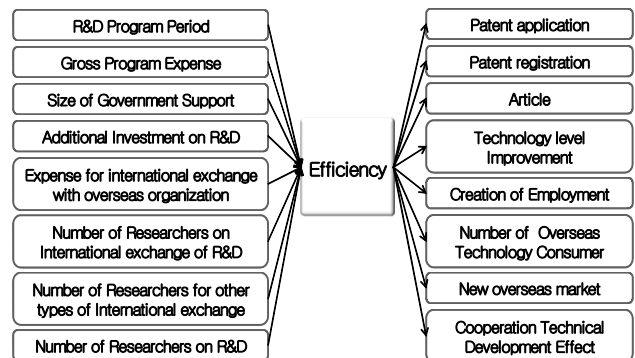 R&D Program Period
Gross Program Expense
Size of Government Support
Additional Investment on R&D
Expense for international exchange
with overseas organization
Number of Researchers on
International exchange of R&D
Number of Researchers for other
types of International exchange
Number of Researchers on R&D
Efficiency
Patent application
Patent registration
Article
Technology level
Improvement
Creation of Employment
Number of Overseas
Technology Consumer
New overseas market
Cooperation Technical
Development Effect